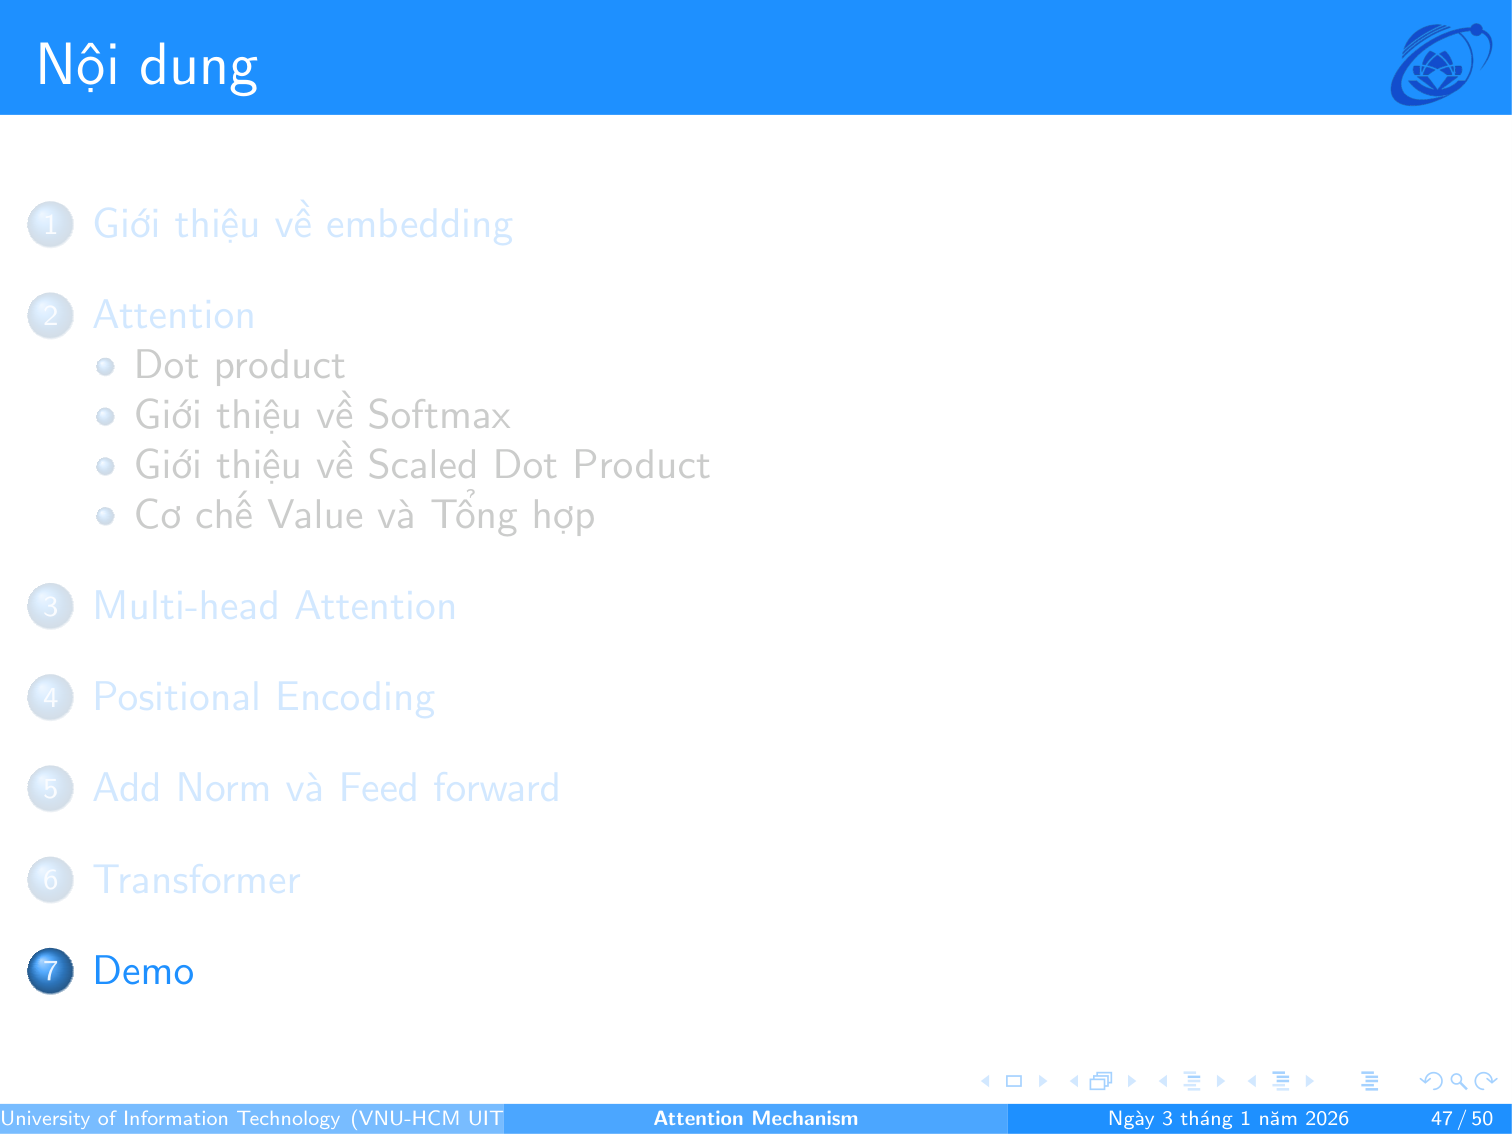 Nội dung
1 Giới thiệu về embedding
2 Attention
Dot product
Giới thiệu về Softmax
Giới thiệu về Scaled Dot Product
Cơ chế Value và Tổng hợp
3 Multi-head Attention
4 Positional Encoding
5 Add Norm và Feed forward
6 Transformer
7 Demo
University of Information Technology (VNU-HCM UIT Attention Mechanism Ngày 3 tháng 1 năm 2026 47 / 50